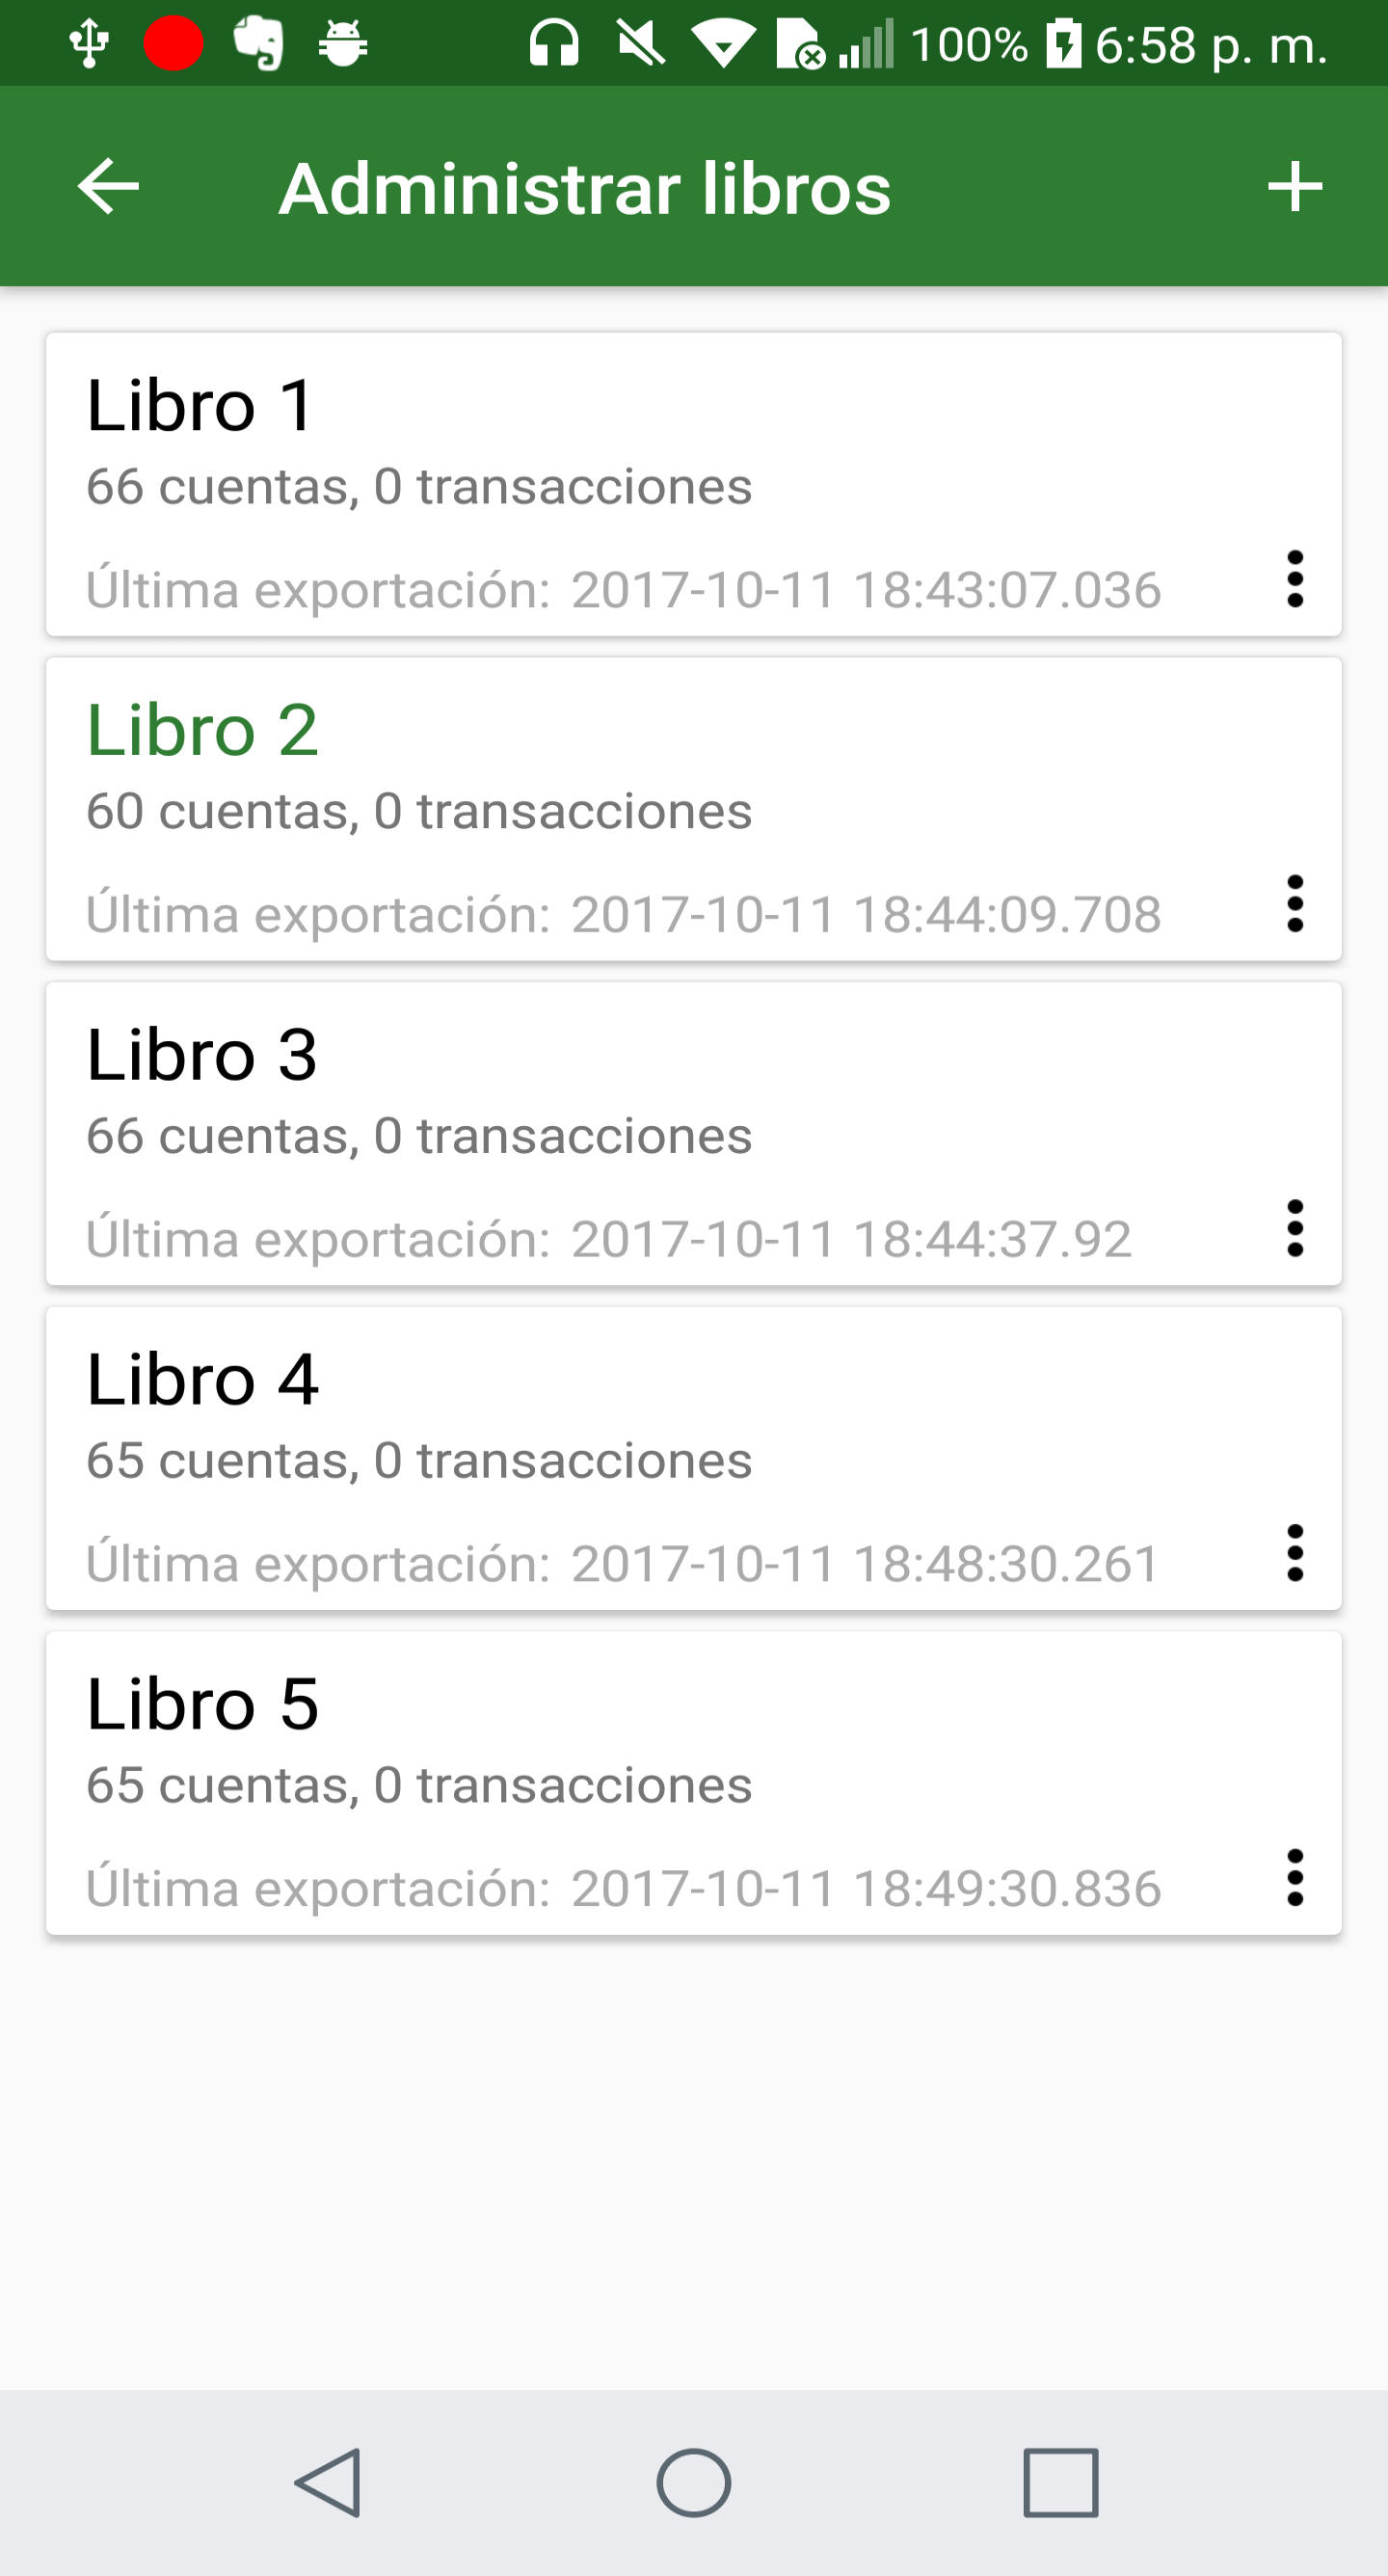 100% 6:58 p. m.
Administrar libros
Libro 1
66 cuentas, 0 transacciones
Última exportación: 2017-10-11 18:43:07.036
Libro 2
60 cuentas, 0 transacciones
Última exportación: 2017-10-11 18:44:09.708
Libro 3
66 cuentas, 0 transacciones
Última exportación: 2017-10-11 18:44:37.92
Libro 4
65 cuentas, 0 transacciones
Última exportación: 2017-10-11 18:48:30.261
Libro 5
65 cuentas, 0 transacciones
Última exportación: 2017-10-11 18:49:30.836